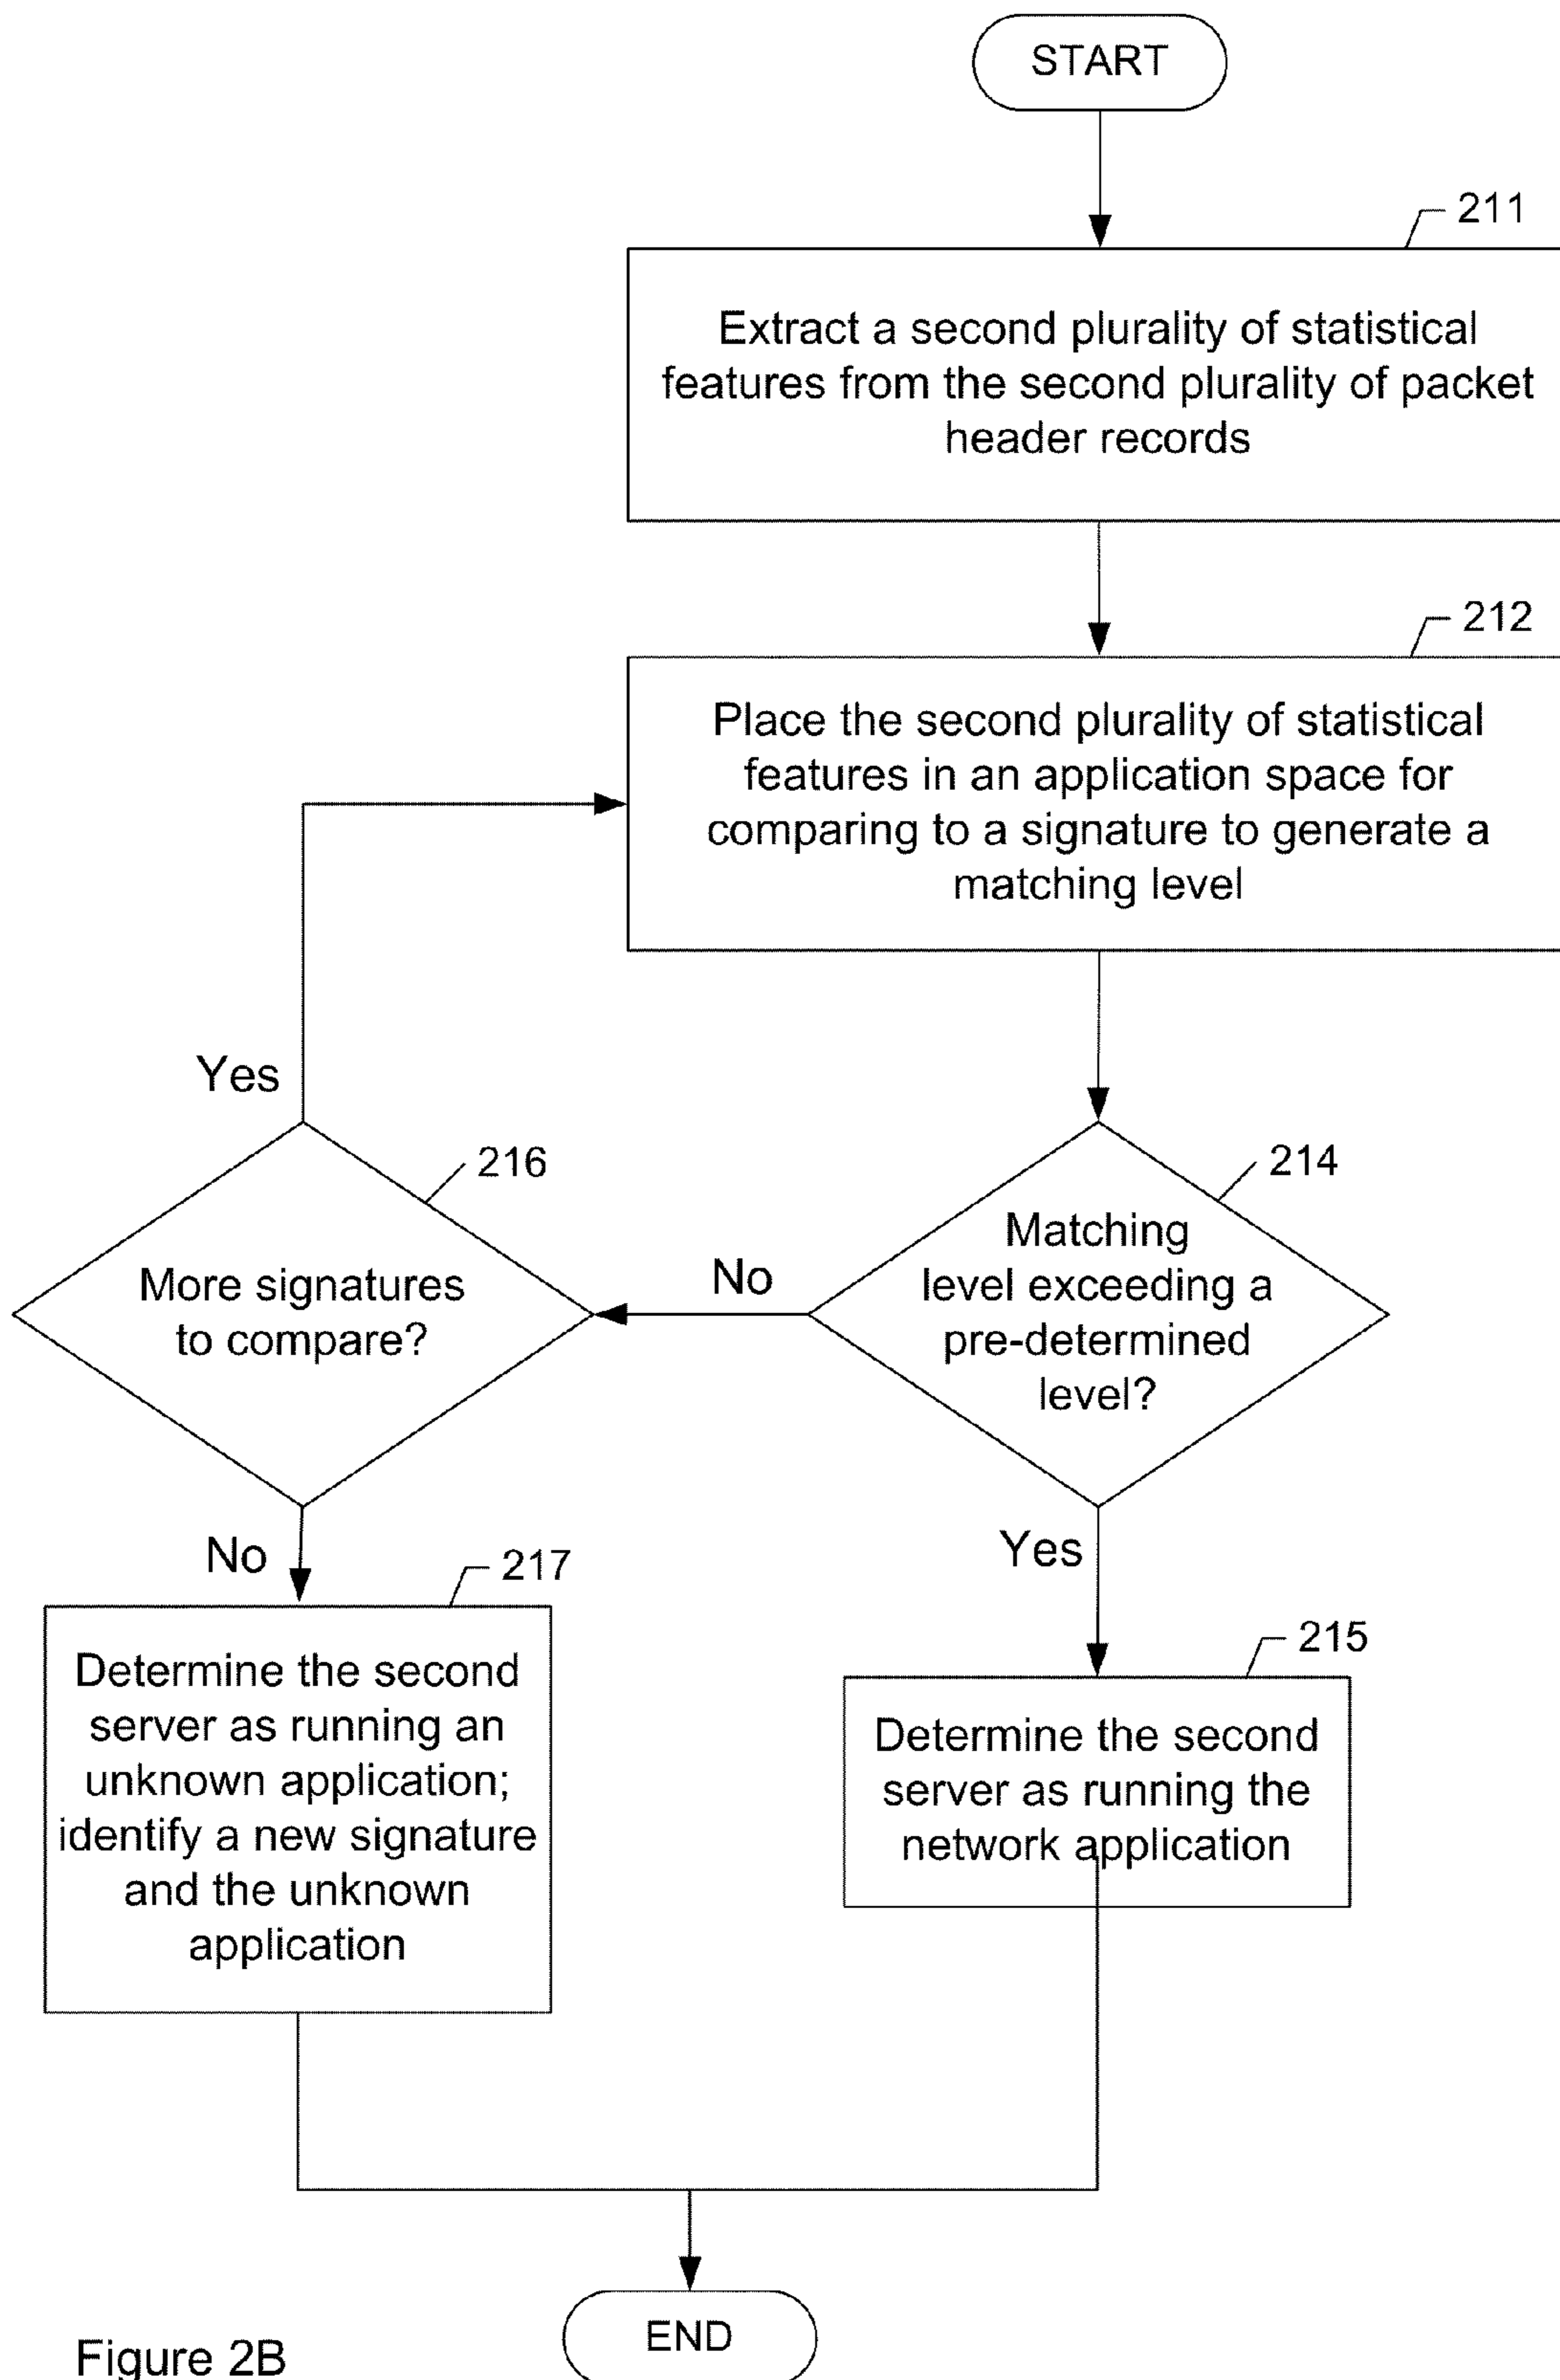 START
211
Extract a second plurality of statistical
features from the second plurality of packet
header records
212
Place the second plurality of statistical
features in an application space for
comparing to a signature to generate a
matching level
Yes
216
More signatures
to compare?
No
214
Matching
level exceeding a
pre-determined
level?
No
217
Determine the second
server as running an
unknown application;
identify a new signature
and the unknown
application
Yes
215
Determine the second
server as running the
network application
END
Figure 2B